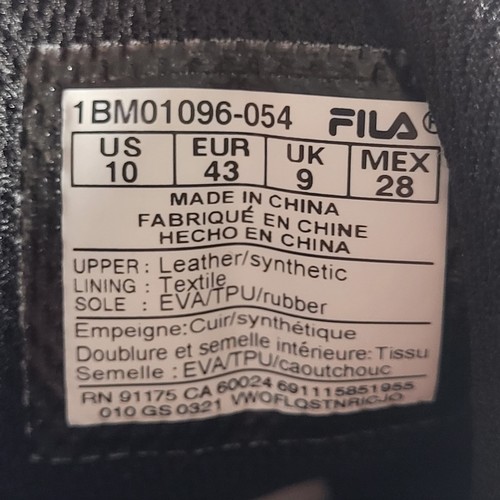 1BM01096-054 FILA®
US EUR UK MEX
10 43 9 28
MADE IN CHINA
FABRIQUÉ EN CHINE
HECHO EN CHINA
UPPER : Leather/synthetic
LINING : Textile
SOLE : EVA/TPU/rubber
Empeigne:Cuir/synthétique
Doublure et semelle intérieure: Tissu
Semelle : EVA/TPU/caoutchouc
RN 91175 CA 60024 691115851955
010 GS 0321 VWOFLQSTNRICJO